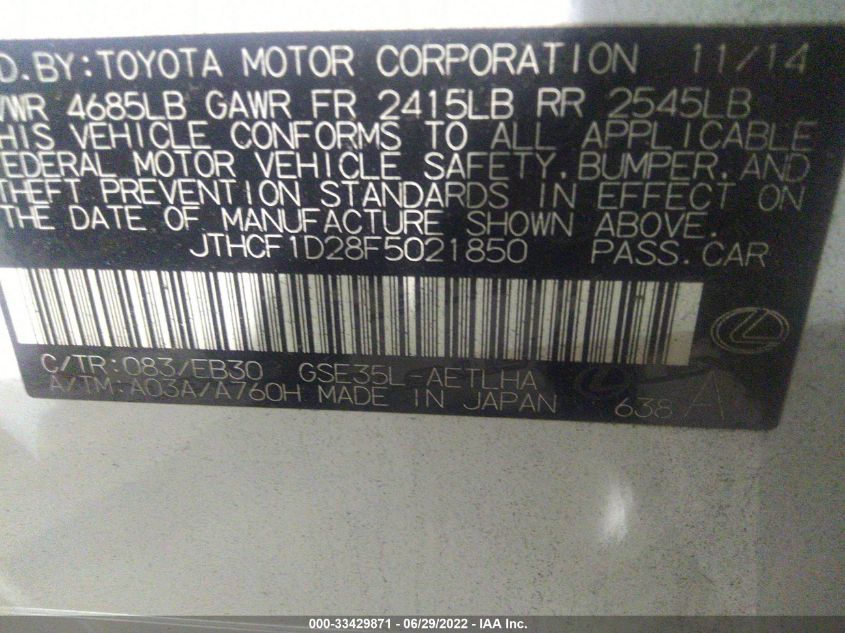 D.BY:TOYOTA MOTOR CORPORATION 11/14
VWR 4685LB GAWR FR 2415LB RR 2545LB
HIS VEHICLE CONFORMS TO ALL APPLICABLE
FEDERAL MOTOR VEHICLE SAFETY,BUMPER,AND
THEFT PREVENTION STANDARDS IN EFFECT ON
THE DATE OF MANUFACTURE SHOWN ABOVE.
JTHCF1D28F5021850 PASS.CAR
C/TR:083/EB30 GSE35L-AETLHA
A/TM:A03A/A760H MADE IN JAPAN 638 A
000-33429871 - 06/29/2022 - IAA Inc.